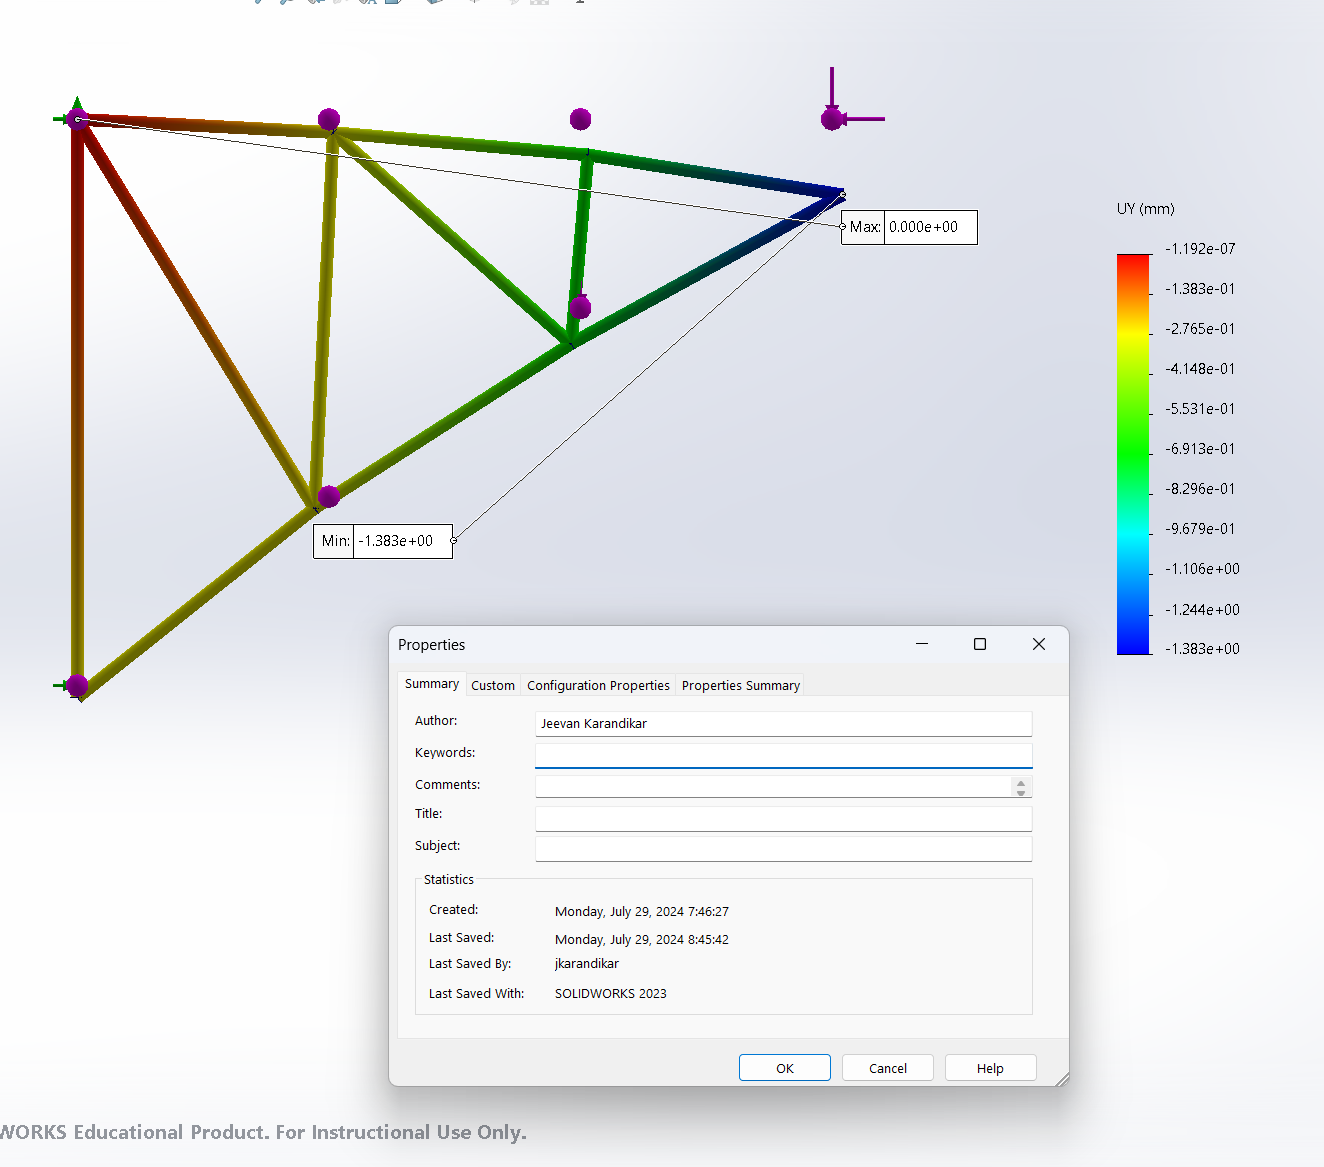 Max: 0.000e+00
UY (mm)
-1.192e-07
-1.383e-01
-2.765e-01
-4.148e-01
-5.531e-01
-6.913e-01
-8.296e-01
-9.679e-01
-1.106e+00
-1.244e+00
-1.383e+00
Min: -1.383e+00
Properties
Summary Custom Configuration Properties Properties Summary
Author: Jeevan Karandikar
Keywords:
Comments:
Title:
Subject:
Statistics
Created: Monday, July 29, 2024 7:46:27
Last Saved: Monday, July 29, 2024 8:45:42
Last Saved By: jkarandikar
Last Saved With: SOLIDWORKS 2023
OK Cancel Help
WORKS Educational Product. For Instructional Use Only.